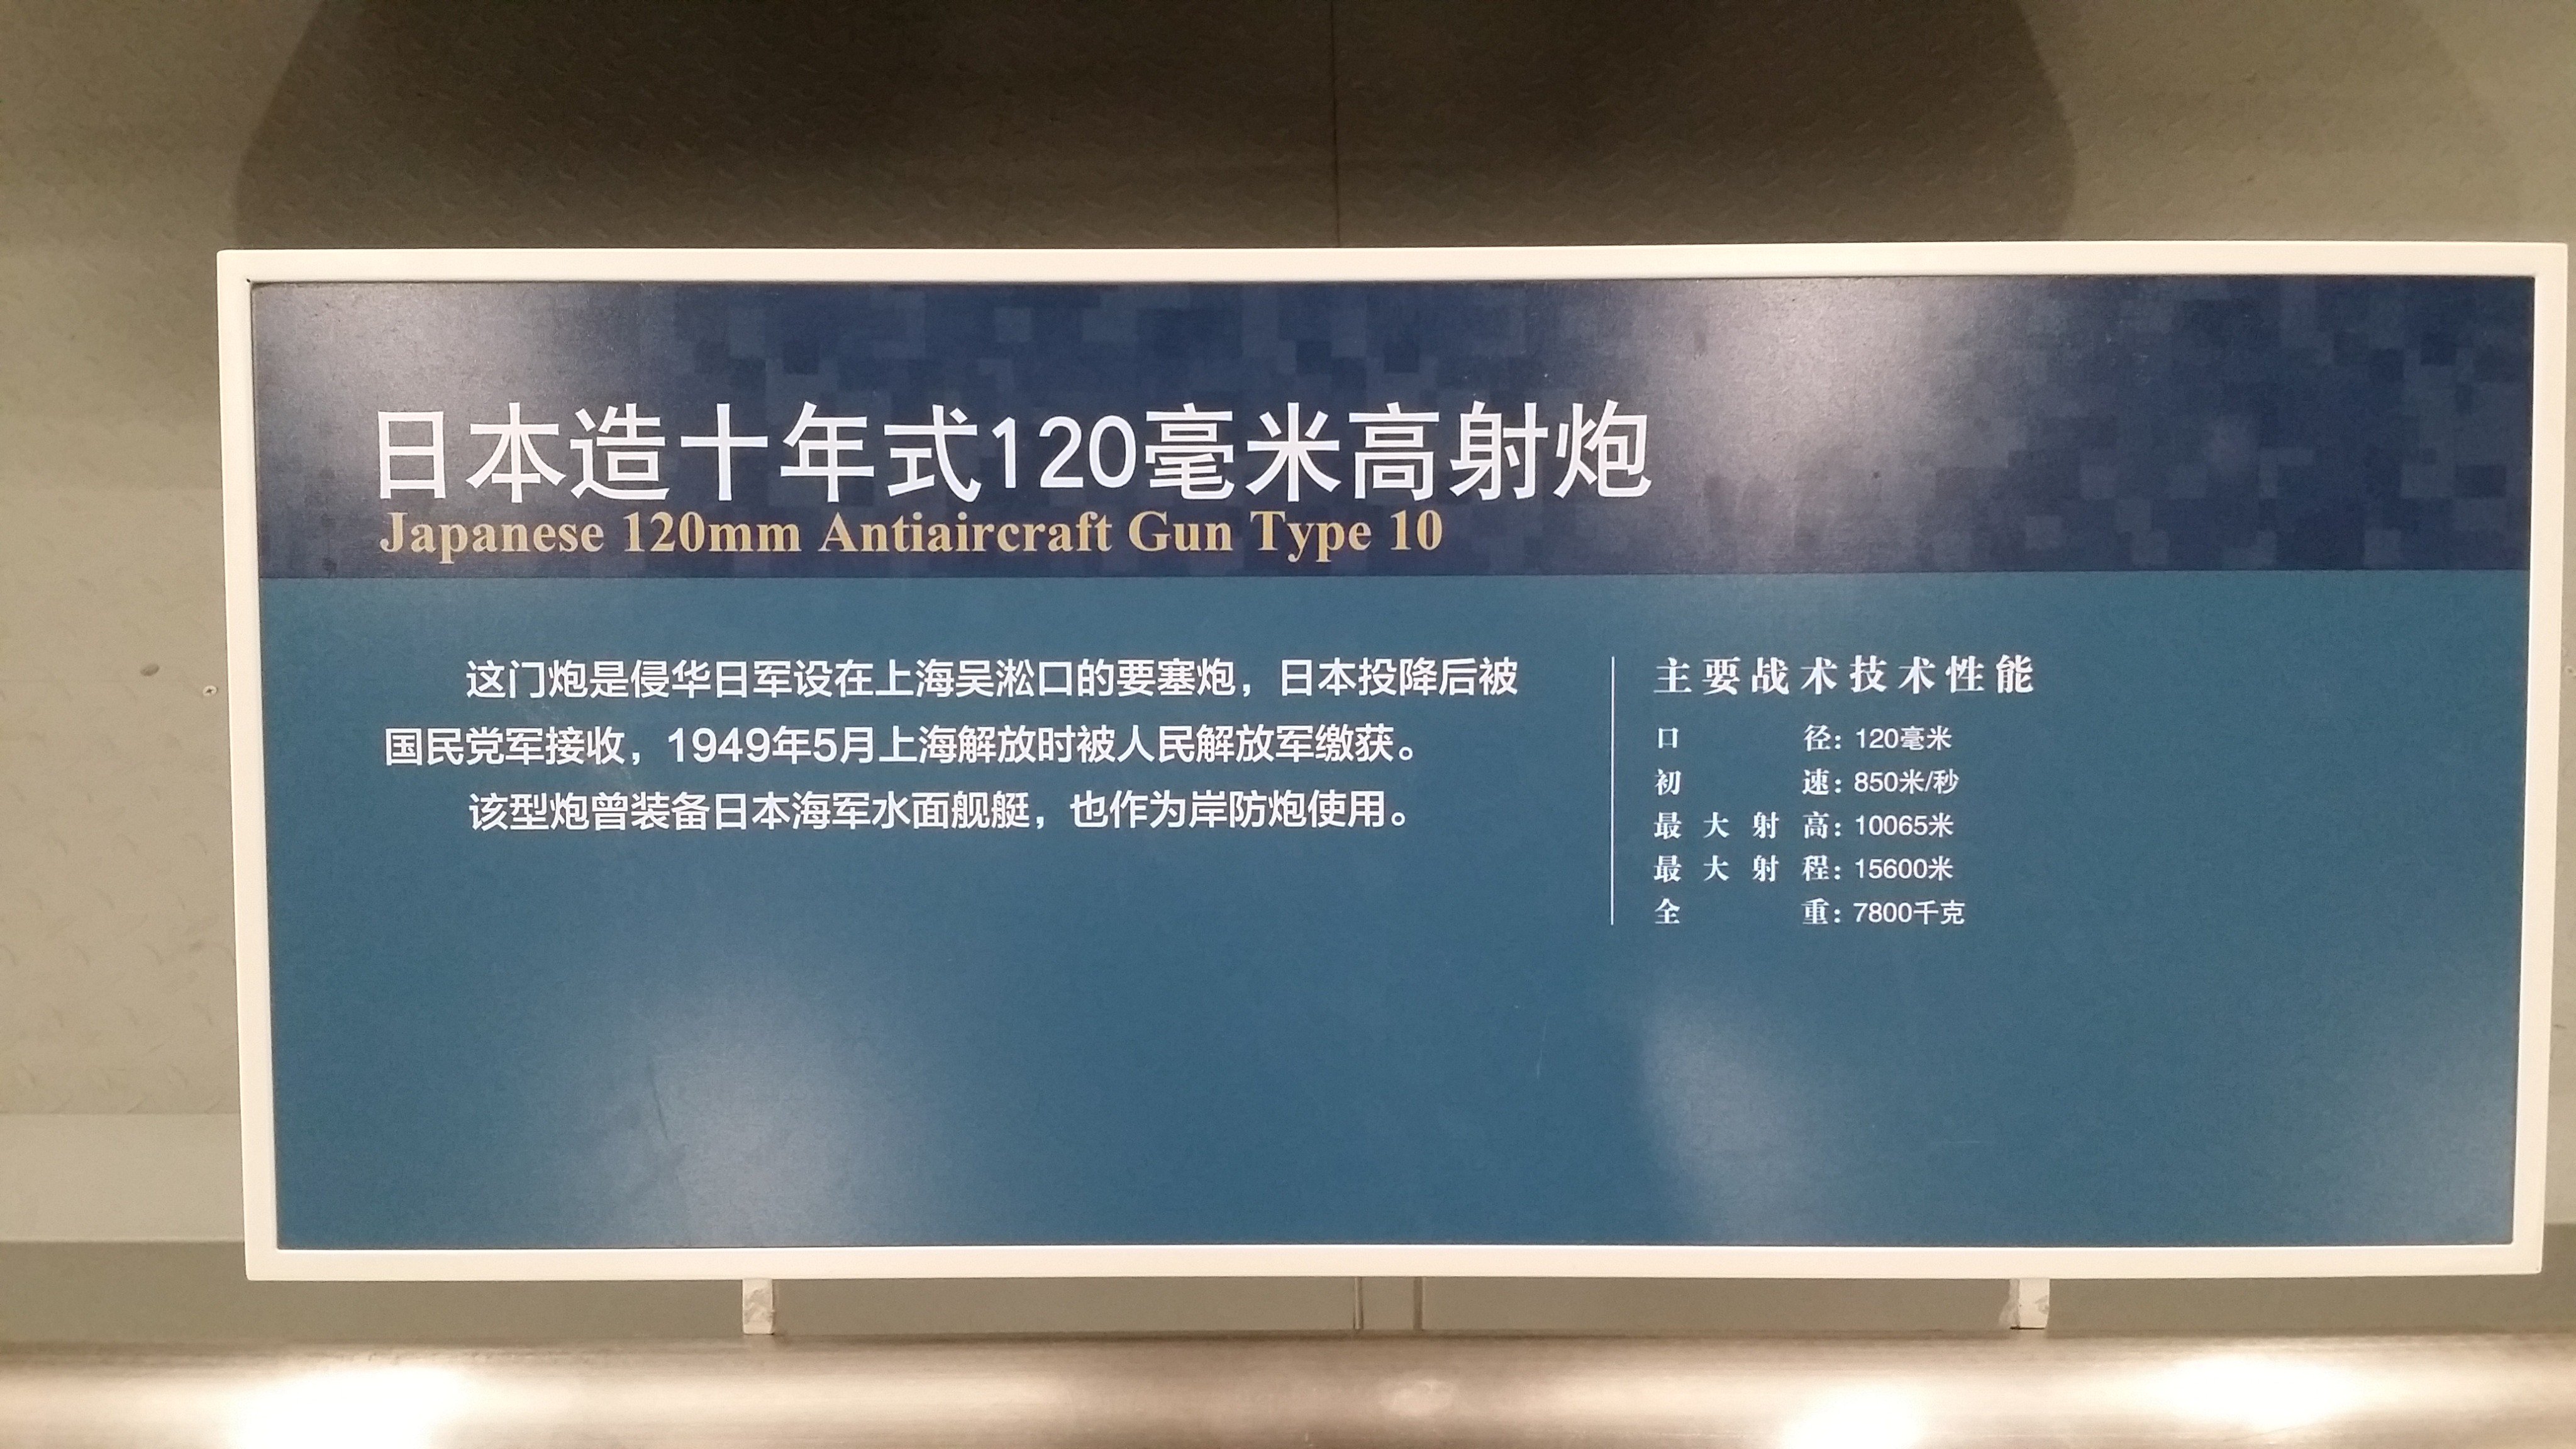 日本造十年式120毫米高射炮
Japanese 120mm Antiaircraft Gun Type 10
这门炮是侵华日军设在上海吴淞口的要塞炮，日本投降后被
国民党军接收，1949年5月上海解放时被人民解放军缴获。
该型炮曾装备日本海军水面舰艇，也作为岸防炮使用。
主要战术技术性能
口径：120毫米
初速：850米/秒
最大射高：10065米
最大射程：15600米
全重：7800千克